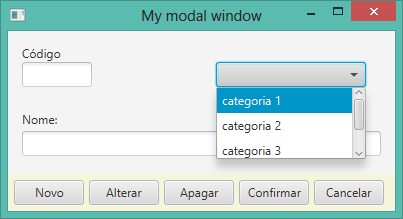 My modal window
Código
categoria 1
categoria 2
categoria 3
Nome:
Novo
Alterar
Apagar
Confirmar
Cancelar